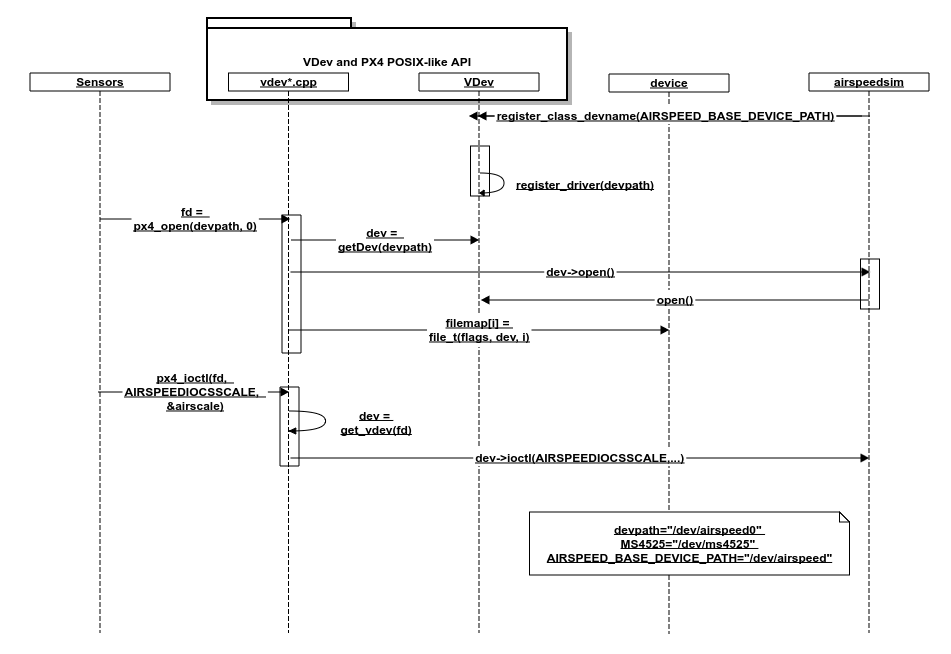 VDev and PX4 POSIX-like API
Sensors
vdev*.cpp
VDev
device
airspeedsim
register_class_devname(AIRSPEED_BASE_DEVICE_PATH)
register_driver(devpath)
fd =
px4_open(devpath, 0)
dev =
getDev(devpath)
dev->open()
open()
filemap[i] =
file_t(flags, dev, i)
px4_ioctl(fd,
AIRSPEEDIOCSSCALE,
&airscale)
dev =
get_vdev(fd)
dev->ioctl(AIRSPEEDIOCSSCALE,...)
devpath="/dev/airspeed0"
MS4525="/dev/ms4525"
AIRSPEED_BASE_DEVICE_PATH="/dev/airspeed"